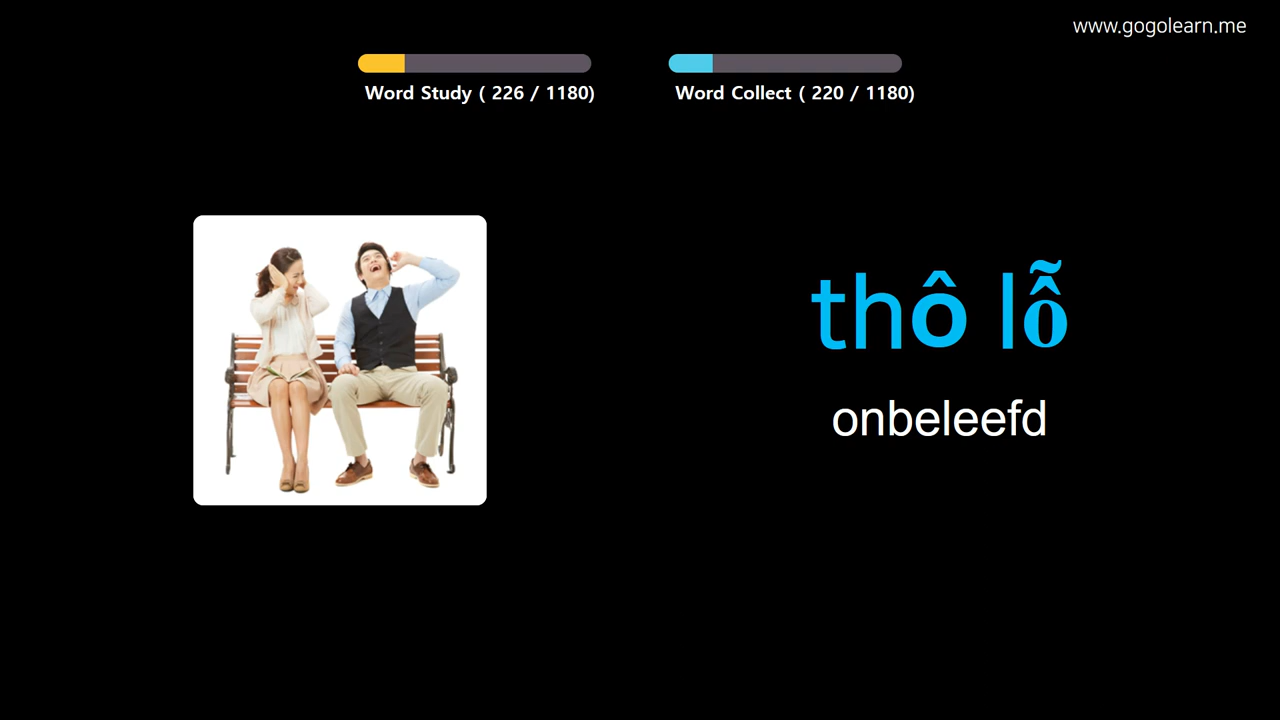 www.gogolearn.me
Word Study ( 226 / 1180)
Word Collect ( 220 / 1180)
thô lỗ
onbeleefd